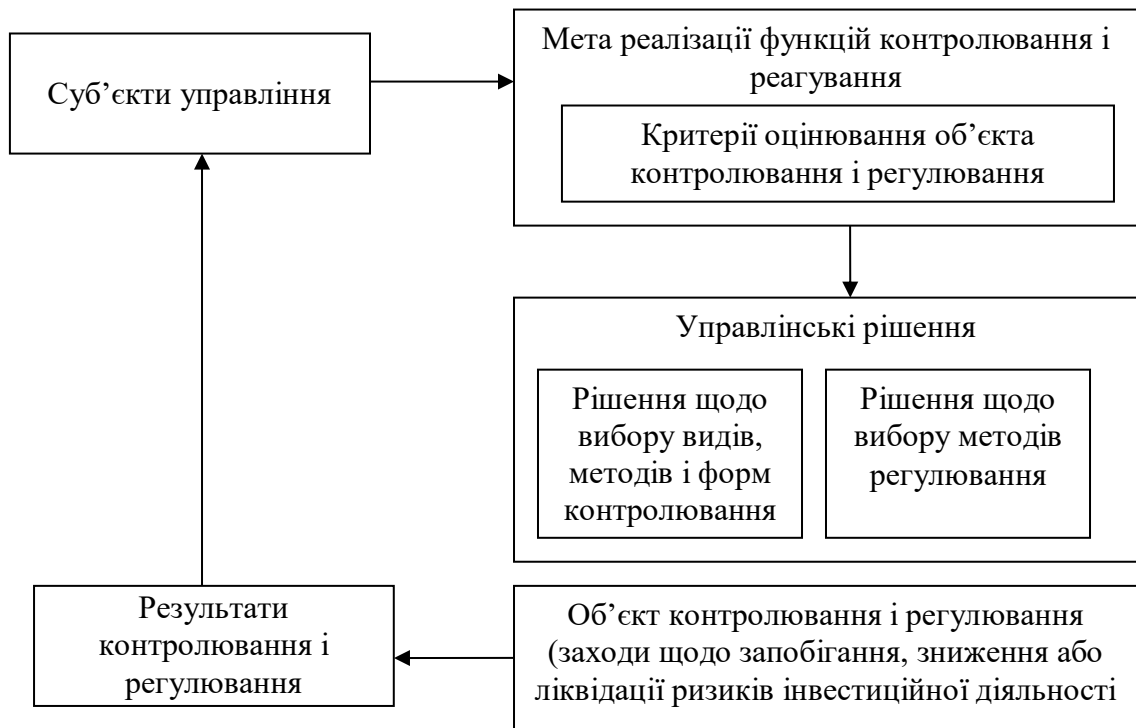 Суб’єкти управління
Мета реалізації функцій контролювання і
реагування
Критерії оцінювання об’єкта
контролювання і регулювання
Управлінські рішення
Рішення щодо
вибору видів,
методів і форм
контролювання
Рішення щодо
вибору методів
регулювання
Результати
контролювання і
регулювання
Об’єкт контролювання і регулювання
(заходи щодо запобігання, зниження або
ліквідації ризиків інвестиційної діяльності